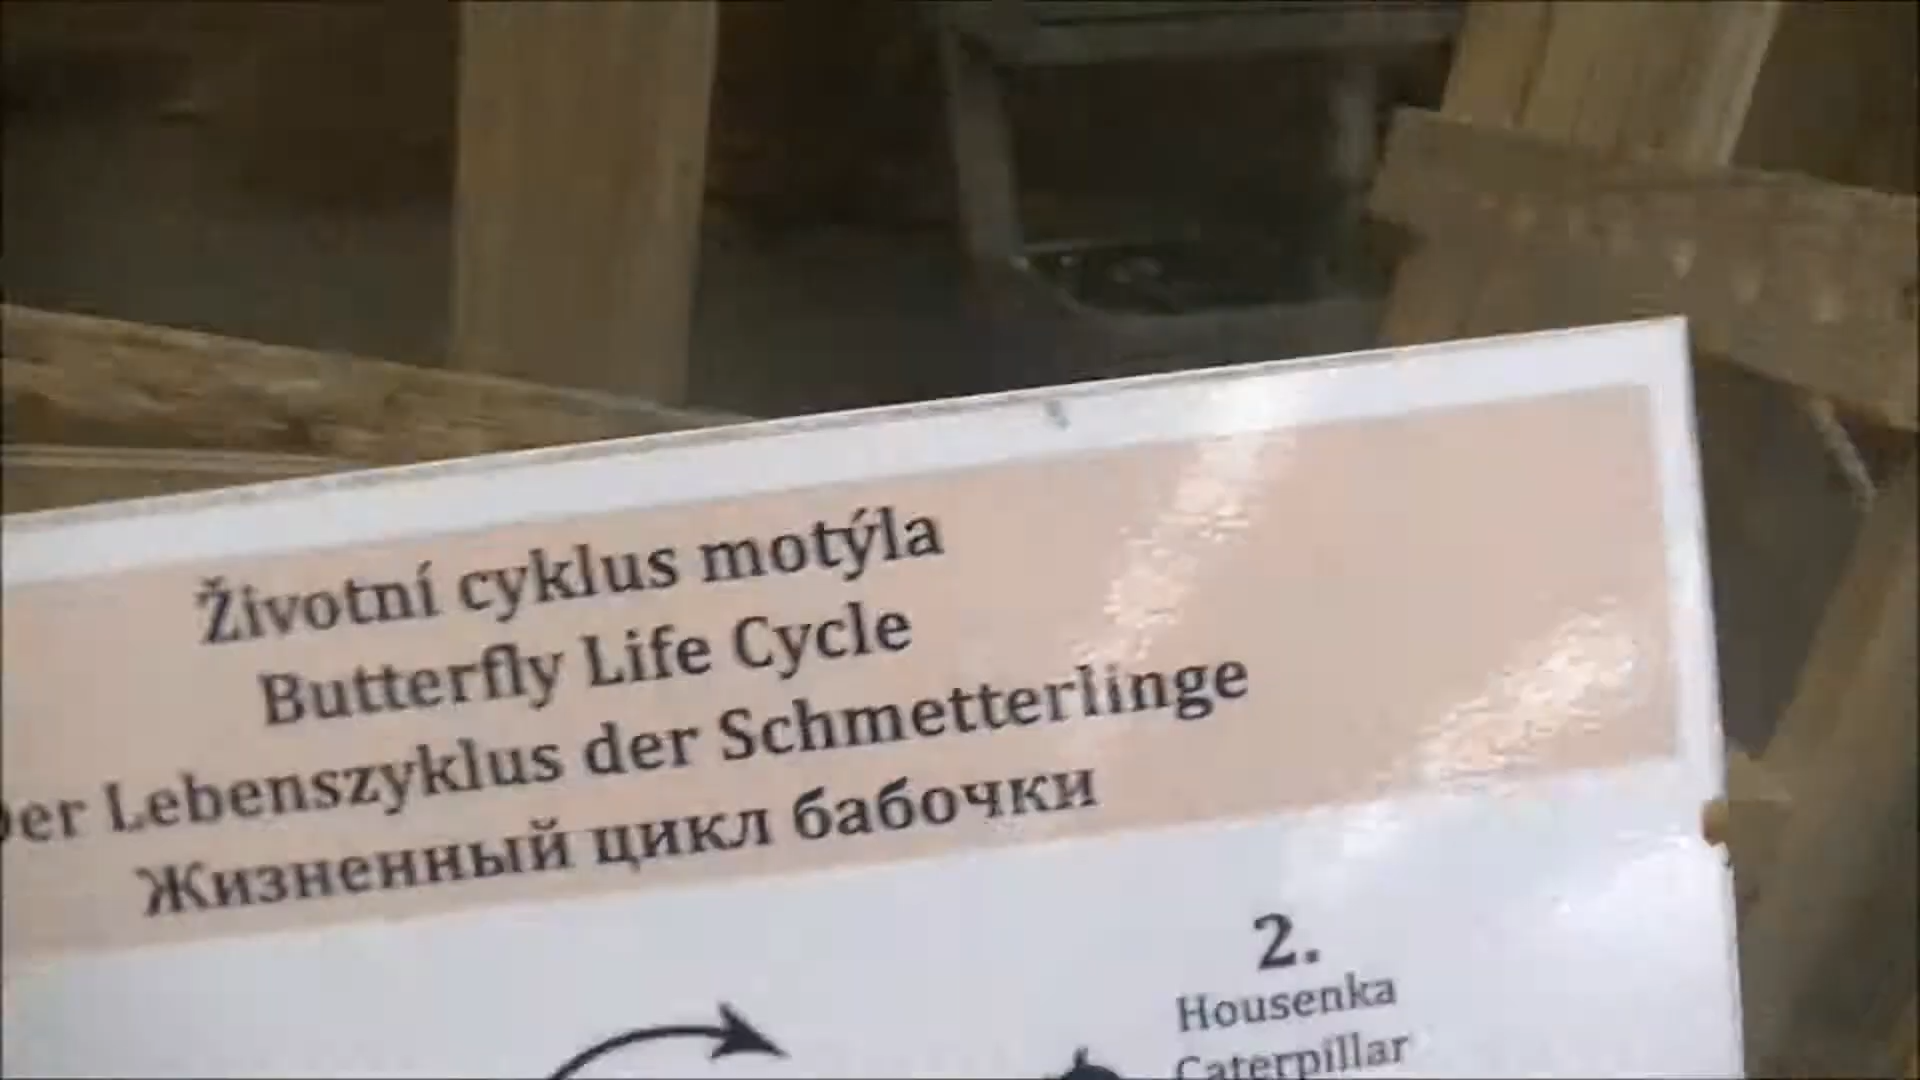 Životní cyklus motýla
Butterfly Life Cycle
Der Lebenszyklus der Schmetterlinge
Жизненный цикл бабочки
2.
Housenka
Caterpillar